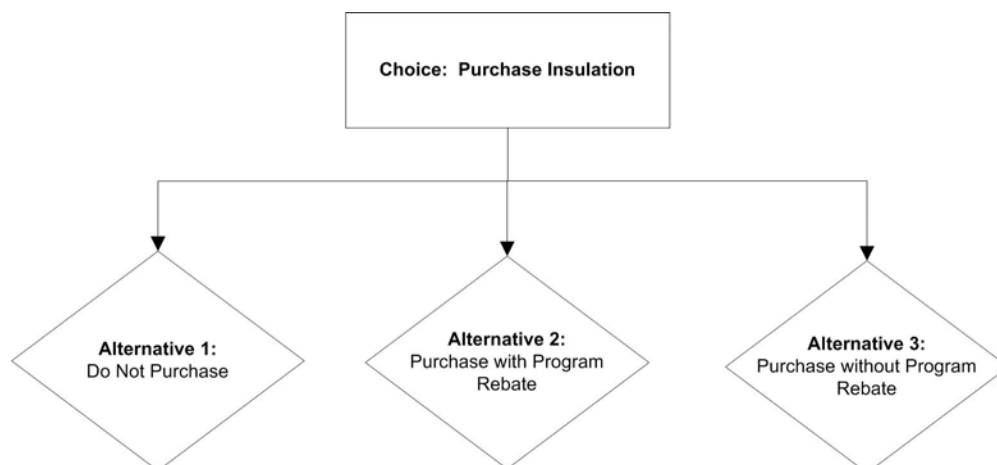 Choice: Purchase Insulation
Alternative 1:
Do Not Purchase
Alternative 2:
Purchase with Program
Rebate
Alternative 3:
Purchase without Program
Rebate